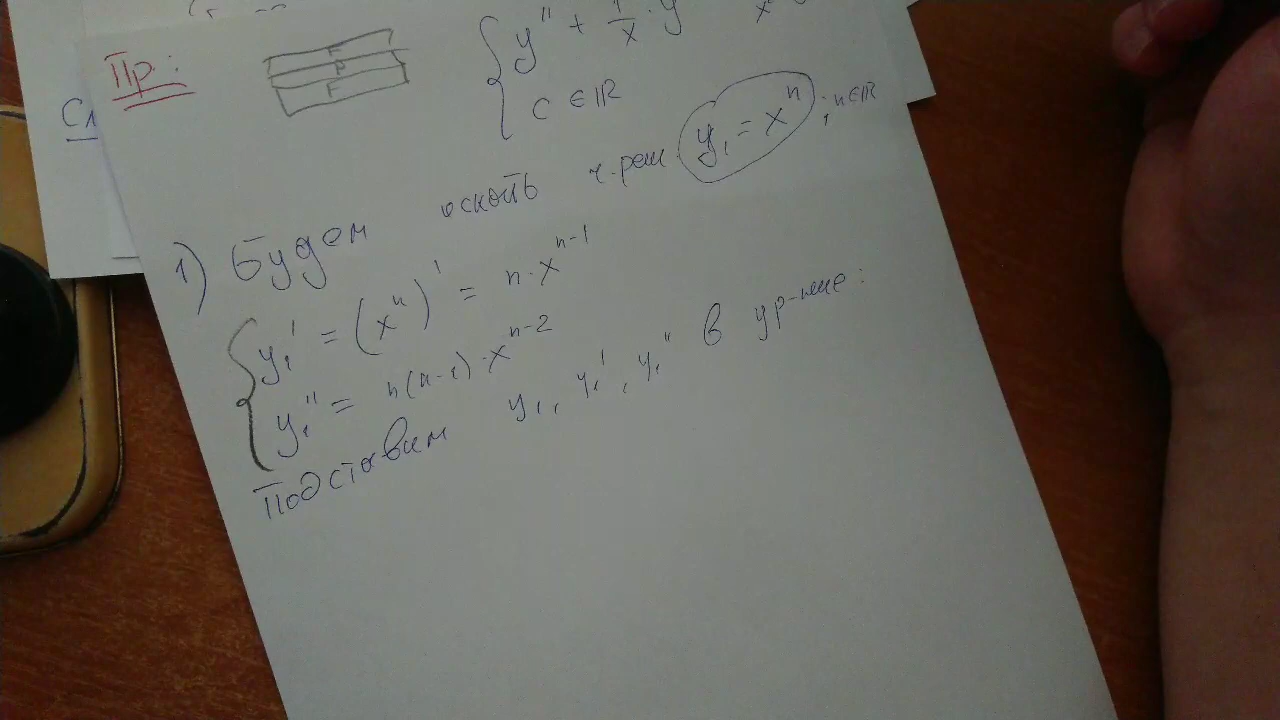 Пр:
F
P
F
y'' + 1/x · y
C ∈ ℝ
Сл
1) Будем искать ч.реш. y₁ = xⁿ ; n∈ℝ
y₁' = (xⁿ)' = n·xⁿ⁻¹
y₁'' = n(n-1)·xⁿ⁻²
Подставим y₁, y₁', y₁'' в ур-ние: